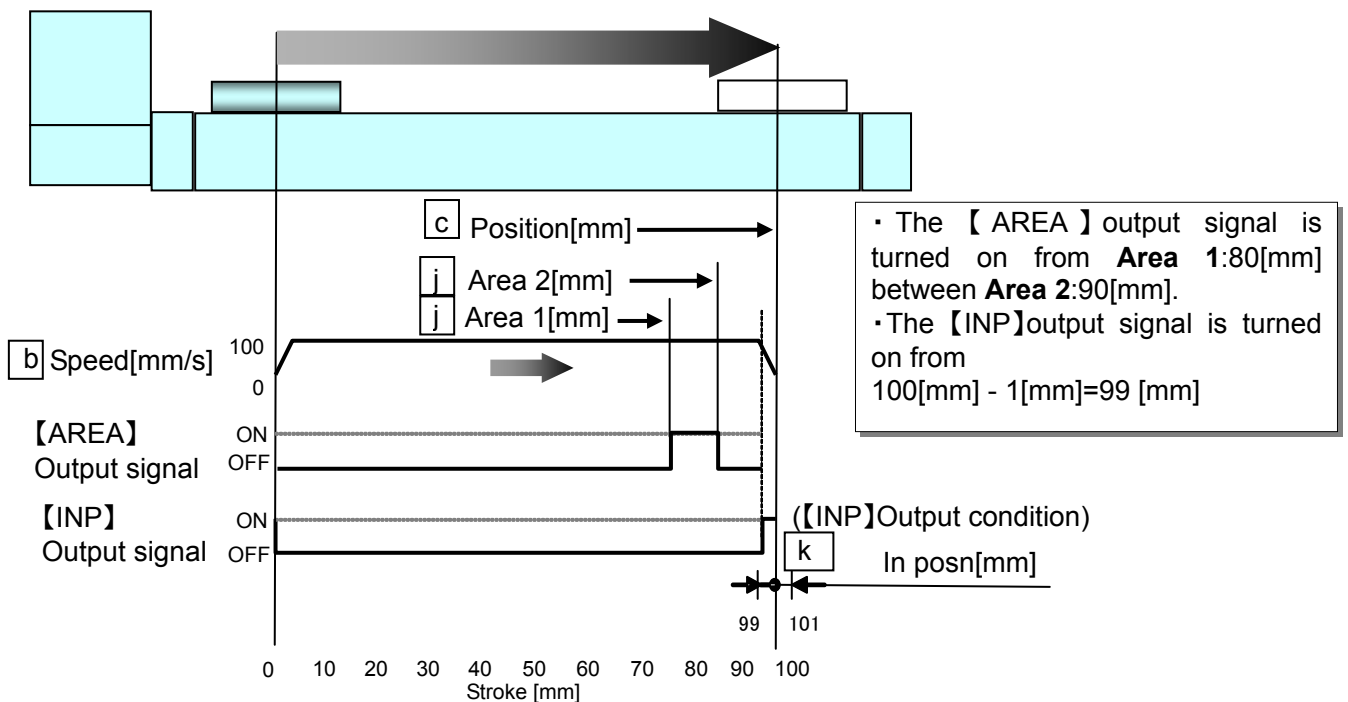 c Position[mm]
j Area 2[mm]
j Area 1[mm]
・ The 【 AREA 】 output signal is
turned on from Area 1:80[mm]
between Area 2:90[mm].
・The 【INP】output signal is turned
on from
100[mm] - 1[mm]=99 [mm]
b Speed[mm/s]
100
0
【AREA】
Output signal
ON
OFF
【INP】
Output signal
ON
OFF
(【INP】Output condition)
k In posn[mm]
99 101
0 10 20 30 40 50 60 70 80 90 100
Stroke [mm]